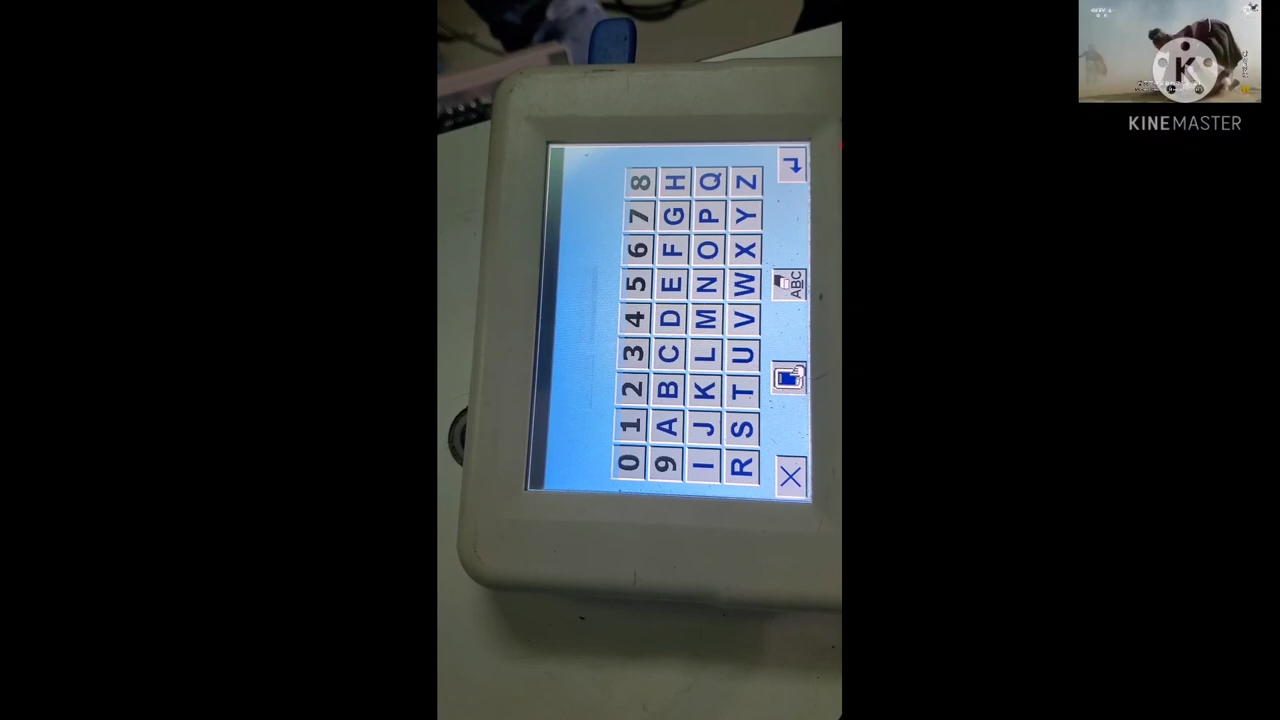 0 1 2 3 4 5 6 7 8
9 A B C D E F G H
I J K L M N O P Q
R S T U V W X Y Z
ABC
K
KINEMASTER